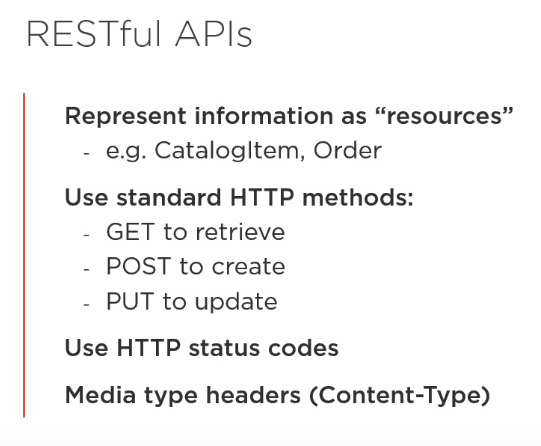 RESTful APIs
Represent information as “resources”
- e.g. CatalogItem, Order
Use standard HTTP methods:
- GET to retrieve
- POST to create
- PUT to update
Use HTTP status codes
Media type headers (Content-Type)